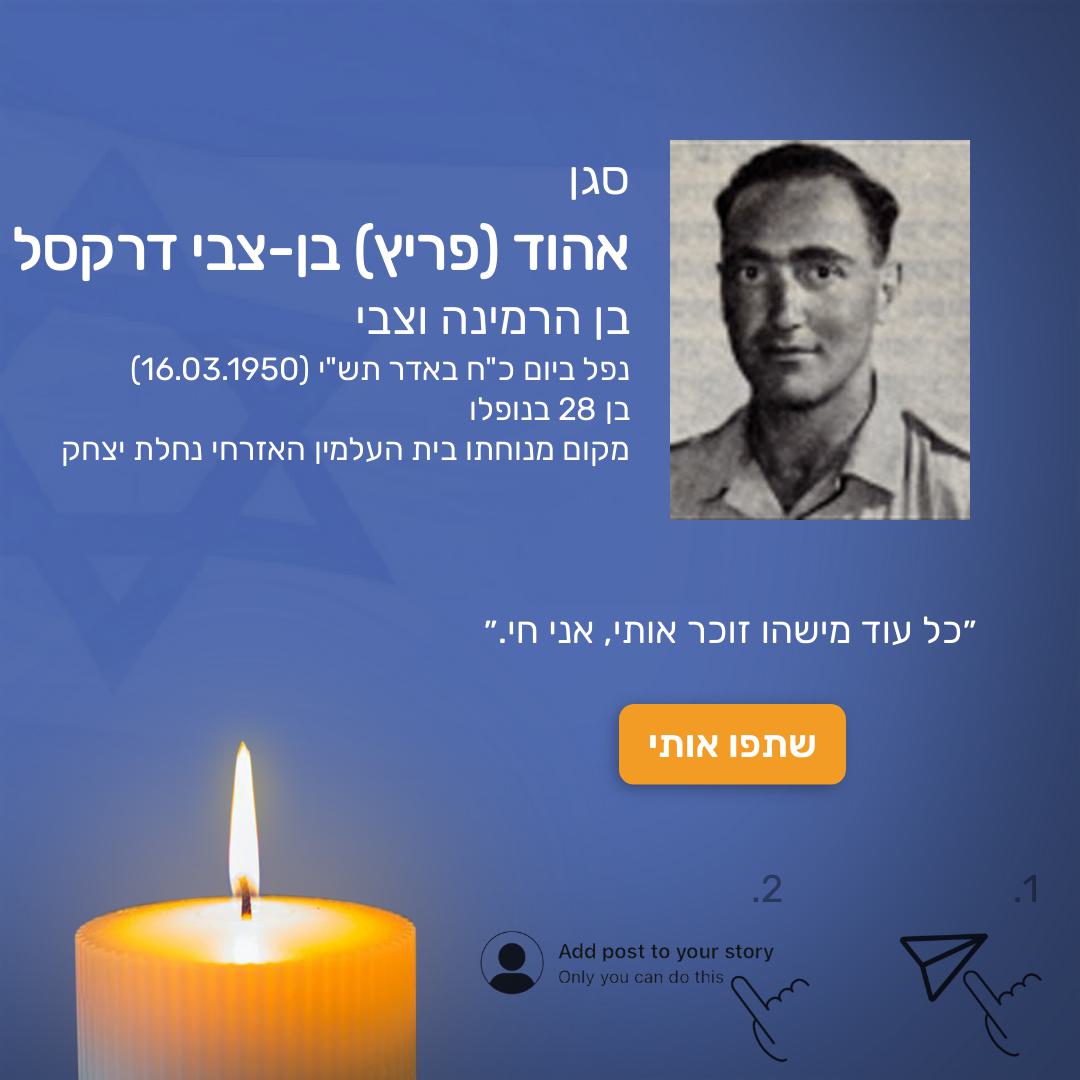 סגן
אהוד (פריץ) בן-צבי דרקסל
בן הרמינה וצבי
נפל ביום כ"ח באדר תש"י (16.03.1950)
בן 28 בנופלו
מקום מנוחתו בית העלמין האזרחי נחלת יצחק
״כל עוד מישהו זוכר אותי, אני חי.״
שתפו אותי
1.
2.
Add post to your story
Only you can do this